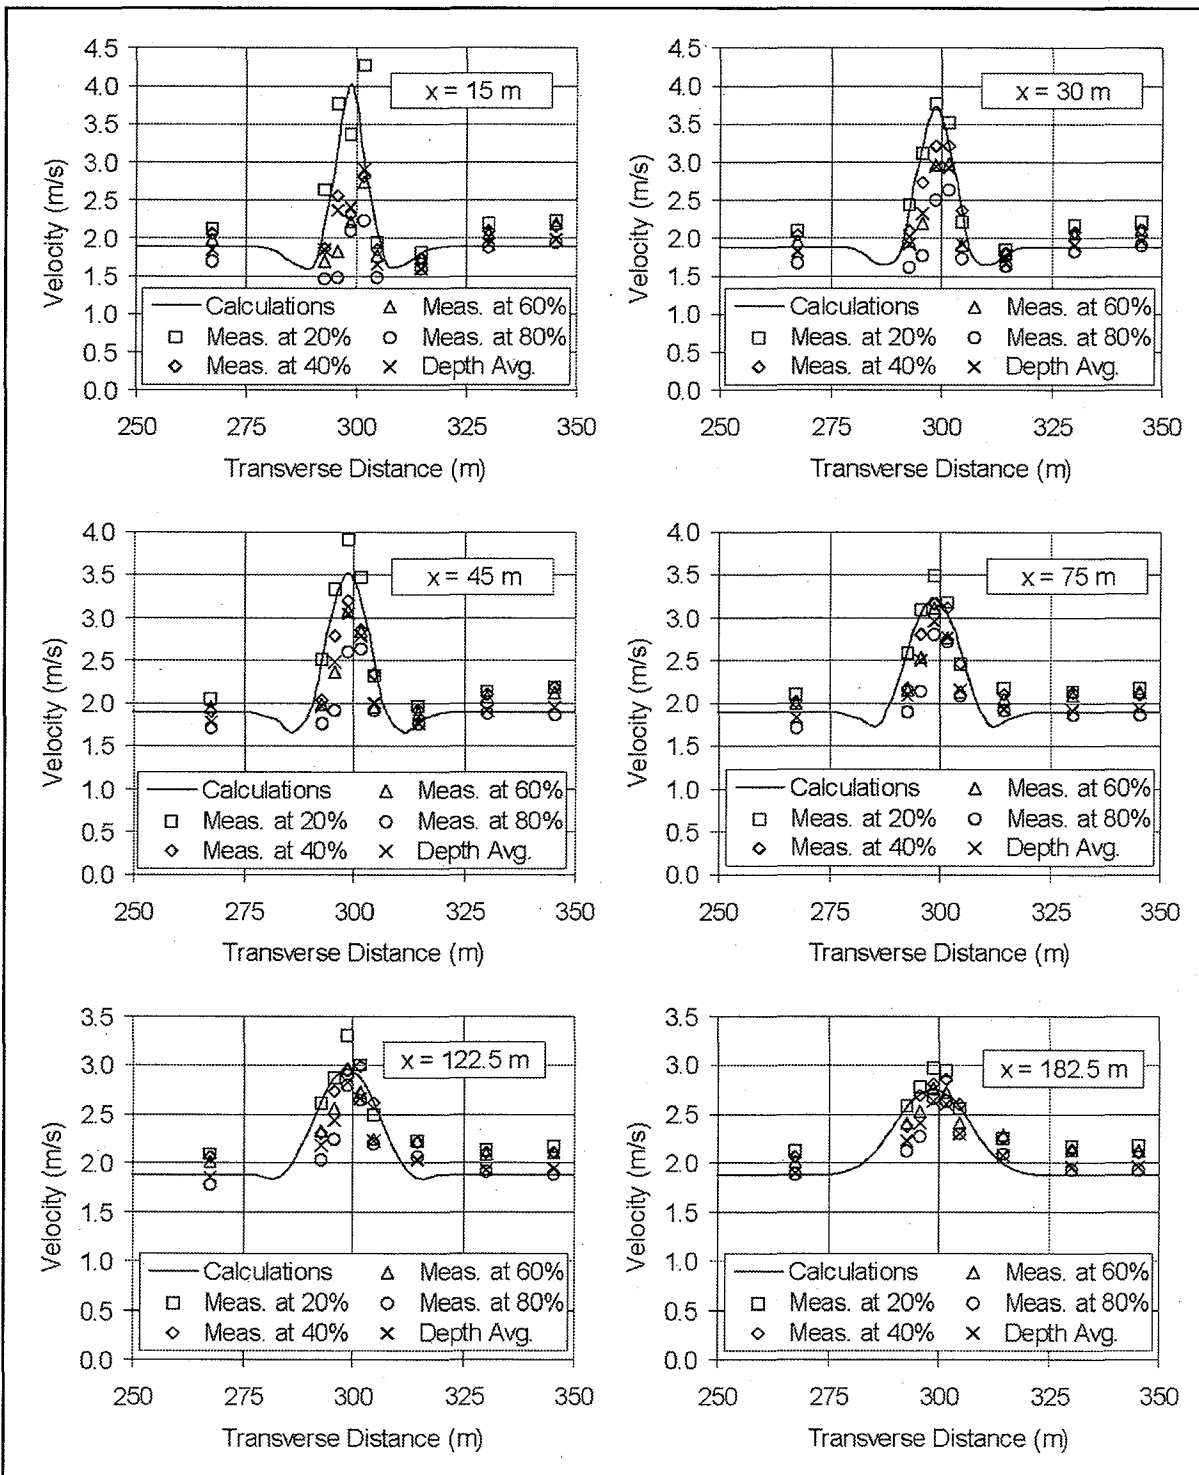 x = 15 m
4.5
4.0
3.5
3.0
2.5
2.0
1.5
1.0
0.5
0.0
Velocity (m/s)
Calculations
Meas. at 60%
Meas. at 20%
Meas. at 80%
Meas. at 40%
Depth Avg.
250
275
300
325
350
Transverse Distance (m)
x = 30 m
4.5
4.0
3.5
3.0
2.5
2.0
1.5
1.0
0.5
0.0
Velocity (m/s)
Calculations
Meas. at 60%
Meas. at 20%
Meas. at 80%
Meas. at 40%
Depth Avg.
250
275
300
325
350
Transverse Distance (m)
x = 45 m
4.0
3.5
3.0
2.5
2.0
1.5
1.0
0.5
0.0
Velocity (m/s)
Calculations
Meas. at 60%
Meas. at 20%
Meas. at 80%
Meas. at 40%
Depth Avg.
250
275
300
325
350
Transverse Distance (m)
x = 75 m
4.0
3.5
3.0
2.5
2.0
1.5
1.0
0.5
0.0
Velocity (m/s)
Calculations
Meas. at 60%
Meas. at 20%
Meas. at 80%
Meas. at 40%
Depth Avg.
250
275
300
325
350
Transverse Distance (m)
x = 122.5 m
3.5
3.0
2.5
2.0
1.5
1.0
0.5
0.0
Velocity (m/s)
Calculations
Meas. at 60%
Meas. at 20%
Meas. at 80%
Meas. at 40%
Depth Avg.
250
275
300
325
350
Transverse Distance (m)
x = 182.5 m
3.5
3.0
2.5
2.0
1.5
1.0
0.5
0.0
Velocity (m/s)
Calculations
Meas. at 60%
Meas. at 20%
Meas. at 80%
Meas. at 40%
Depth Avg.
250
275
300
325
350
Transverse Distance (m)